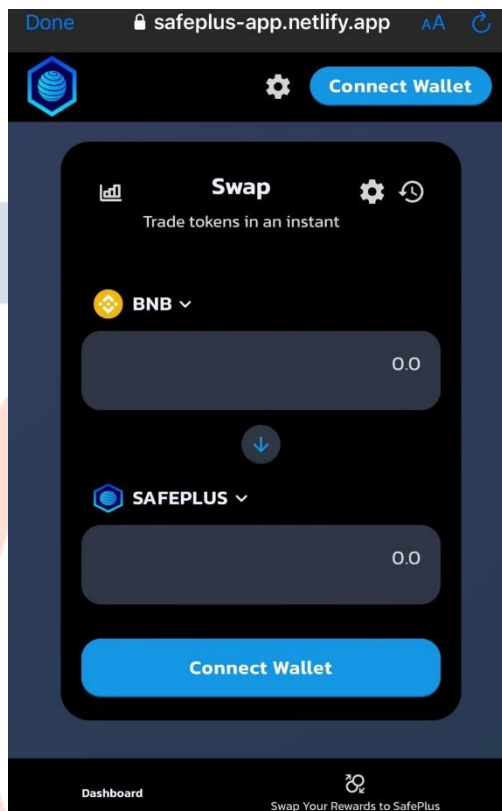 Done safeplus-app.netlify.app AA
Connect Wallet
Swap
Trade tokens in an instant
BNB
0.0
SAFEPLUS
0.0
Connect Wallet
Dashboard
Swap Your Rewards to SafePlus